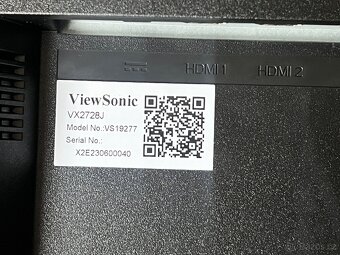 HDMI 1 HDMI 2
ViewSonic
VX2728J
Model No.:VS19277
Serial No.:
X2E230600040